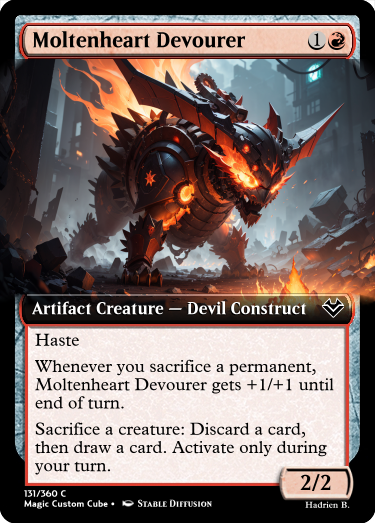 Moltenheart Devourer 1
Artifact Creature — Devil Construct
Haste
Whenever you sacrifice a permanent,
Moltenheart Devourer gets +1/+1 until
end of turn.
Sacrifice a creature: Discard a card,
then draw a card. Activate only during
your turn.
2/2
131/360 C
Magic Custom Cube • Stable Diffusion
Hadrien B.